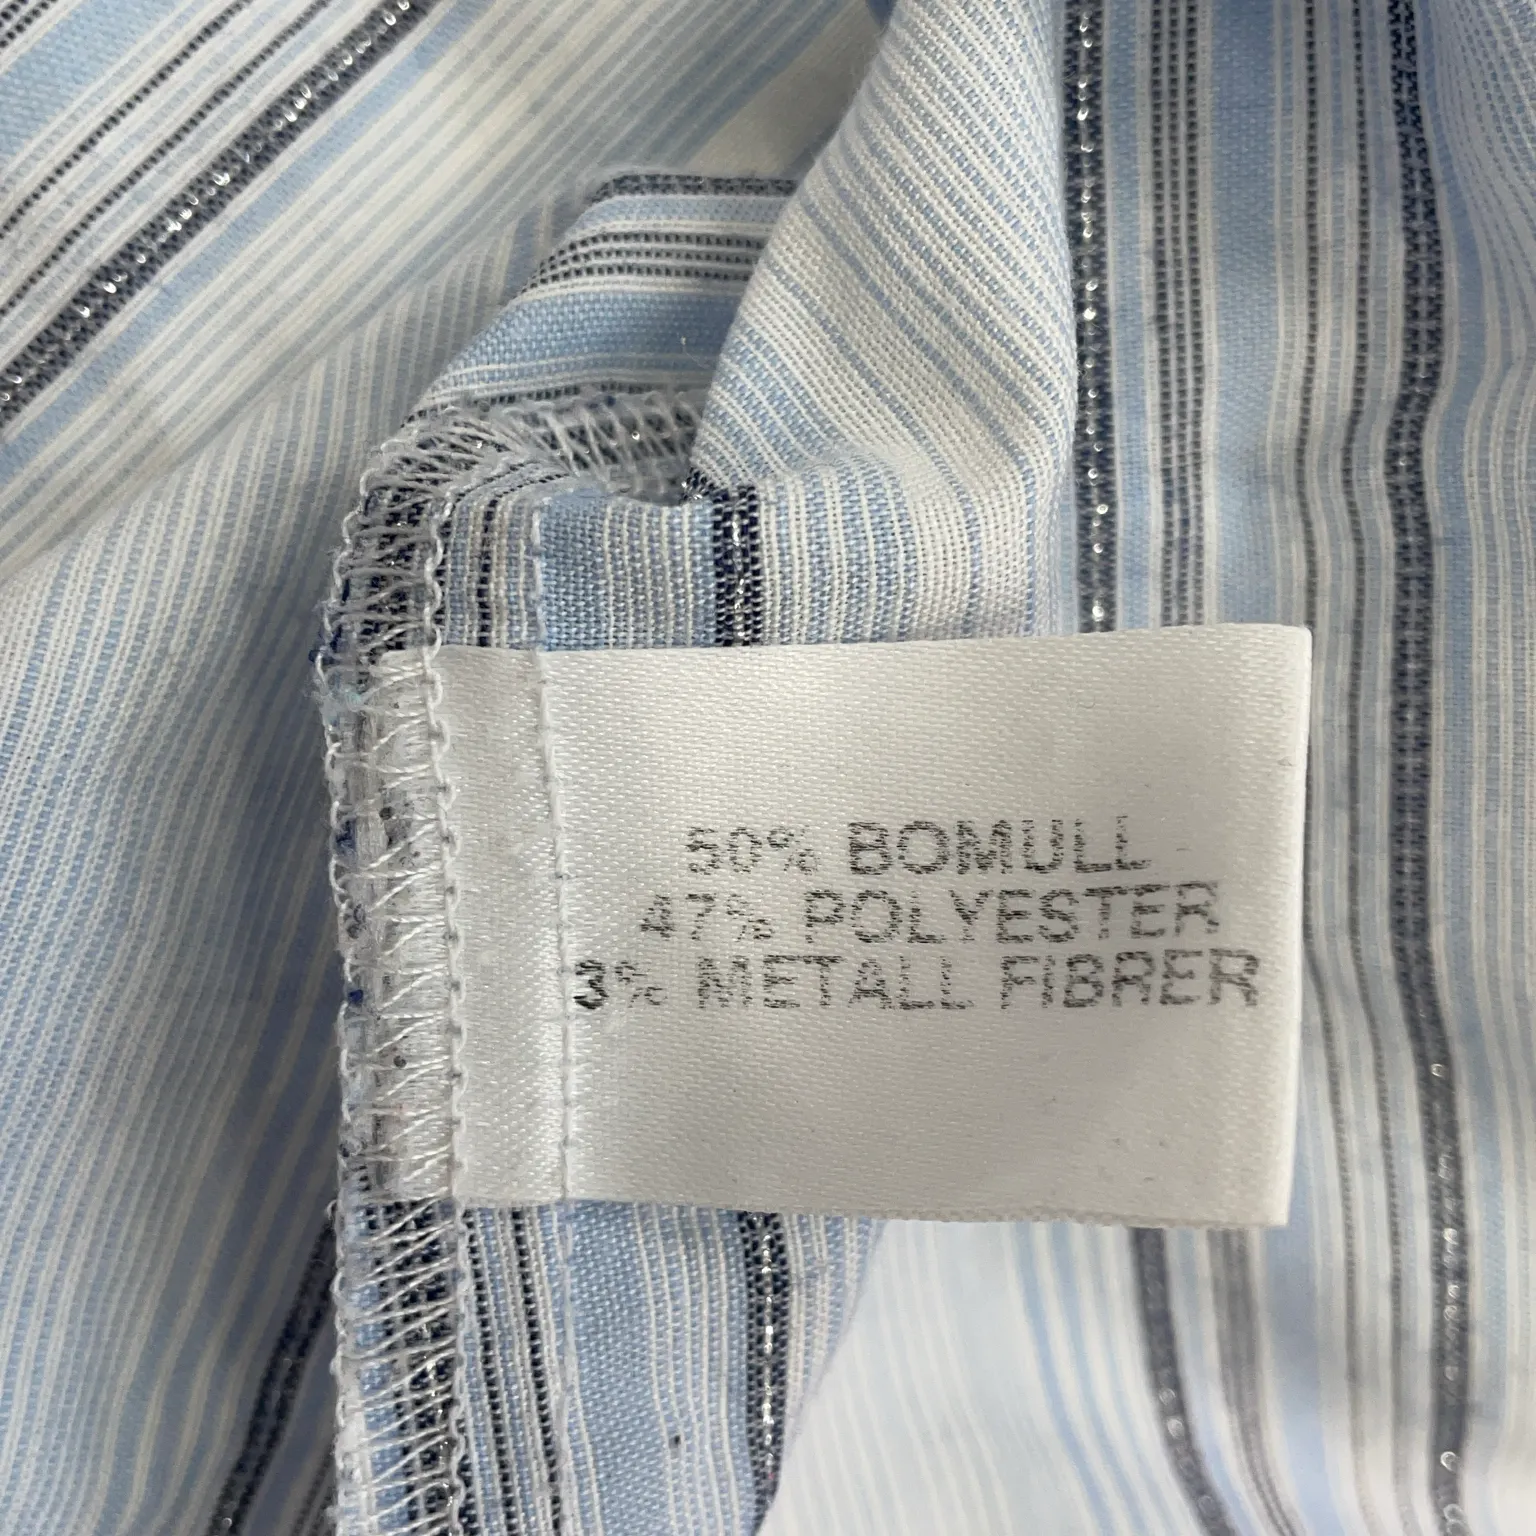 50% BOMULL
47% POLYESTER
3% METALL FIBRER